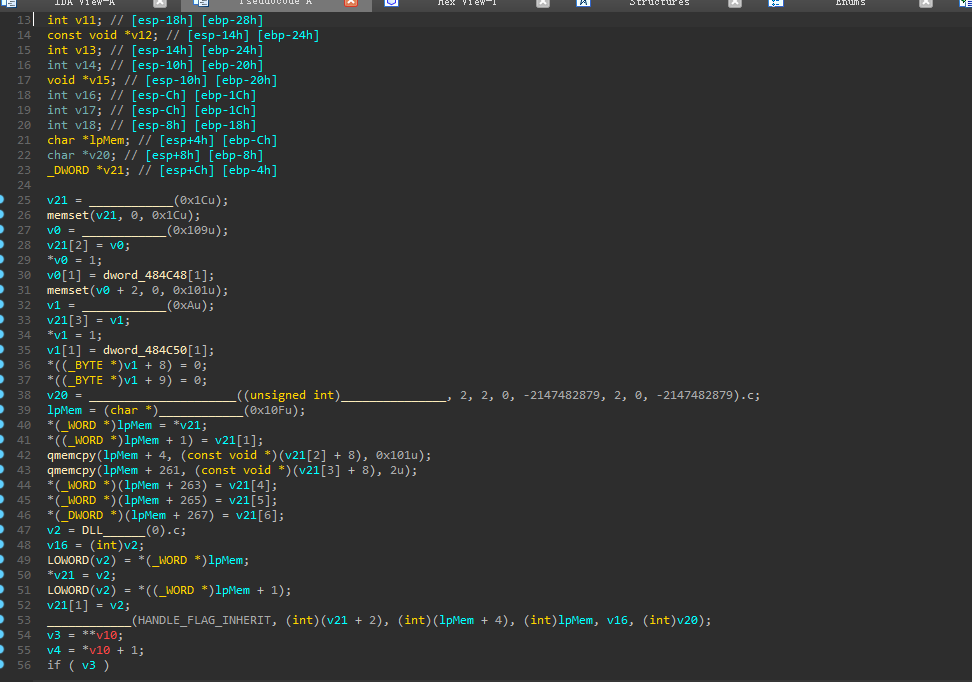 IDA View-A Pseudocode A Hex View-1 Structures Enums
13 int v11; // [esp-18h] [ebp-28h]
14 const void *v12; // [esp-14h] [ebp-24h]
15 int v13; // [esp-14h] [ebp-24h]
16 int v14; // [esp-10h] [ebp-20h]
17 void *v15; // [esp-10h] [ebp-20h]
18 int v16; // [esp-Ch] [ebp-1Ch]
19 int v17; // [esp-Ch] [ebp-1Ch]
20 int v18; // [esp-8h] [ebp-18h]
21 char *lpMem; // [esp+4h] [ebp-Ch]
22 char *v20; // [esp+8h] [ebp-8h]
23 _DWORD *v21; // [esp+Ch] [ebp-4h]
24
25 v21 = ____________(0x1Cu);
26 memset(v21, 0, 0x1Cu);
27 v0 = ____________(0x109u);
28 v21[2] = v0;
29 *v0 = 1;
30 v0[1] = dword_484C48[1];
31 memset(v0 + 2, 0, 0x101u);
32 v1 = ____________(0xAu);
33 v21[3] = v1;
34 *v1 = 1;
35 v1[1] = dword_484C50[1];
36 *((_BYTE *)v1 + 8) = 0;
37 *((_BYTE *)v1 + 9) = 0;
38 v20 = _____________________((unsigned int)_______________, 2, 2, 0, -2147482879, 2, 0, -2147482879).c;
39 lpMem = (char *)____________(0x10Fu);
40 *(_WORD *)lpMem = *v21;
41 *((_WORD *)lpMem + 1) = v21[1];
42 qmemcpy(lpMem + 4, (const void *)(v21[2] + 8), 0x101u);
43 qmemcpy(lpMem + 261, (const void *)(v21[3] + 8), 2u);
44 *(_WORD *)(lpMem + 263) = v21[4];
45 *(_WORD *)(lpMem + 265) = v21[5];
46 *(_DWORD *)(lpMem + 267) = v21[6];
47 v2 = DLL______(0).c;
48 v16 = (int)v2;
49 LOWORD(v2) = *(_WORD *)lpMem;
50 *v21 = v2;
51 LOWORD(v2) = *((_WORD *)lpMem + 1);
52 v21[1] = v2;
53 ____________(HANDLE_FLAG_INHERIT, (int)(v21 + 2), (int)(lpMem + 4), (int)lpMem, v16, (int)v20);
54 v3 = **v10;
55 v4 = *v10 + 1;
56 if ( v3 )